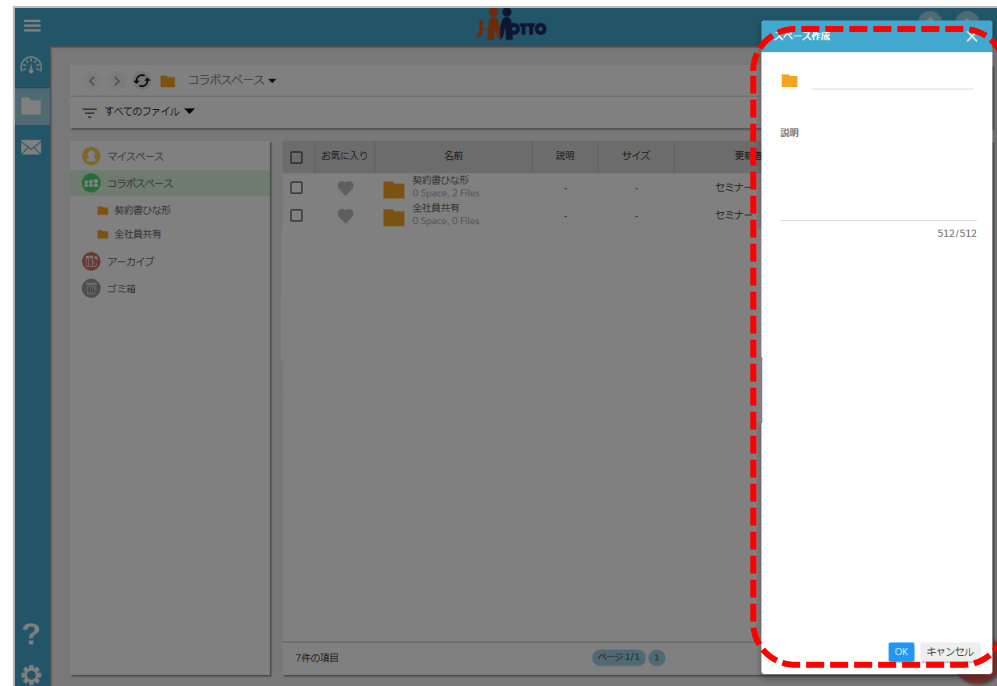 J-MOTTO
スペース作成
コラボスペース
すべてのファイル
説明
512/512
マイスペース
コラボスペース
契約書ひな形
全社員共有
アーカイブ
ゴミ箱
お気に入り 名前 説明 サイズ 更新者
契約書ひな形
0 Space, 2 Files - - セミナー
全社員共有
0 Space, 0 Files - - セミナー
7件の項目 ページ1/1 1
OK キャンセル